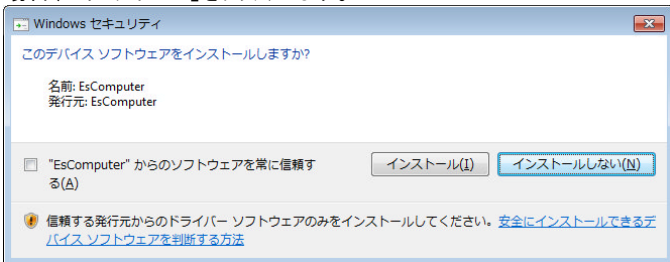 Windows セキュリティ
このデバイス ソフトウェアをインストールしますか?
名前: EsComputer
発行元: EsComputer
"EsComputer" からのソフトウェアを常に信頼す
る(A)
インストール(I)
インストールしない(N)
信頼する発行元からのドライバー ソフトウェアのみをインストールしてください。安全にインストールできるデ
バイス ソフトウェアを判断する方法